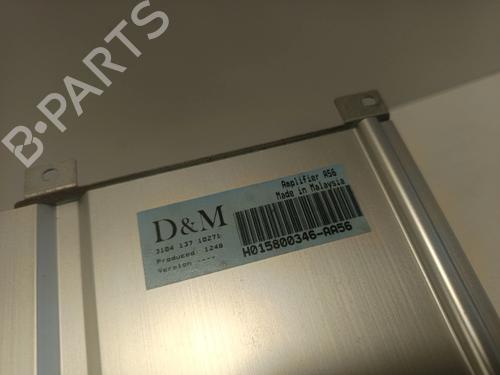 B-PARTS
D&M
3104 137 10271
Produced: 1248
Version ----
Amplifier A56
Made in Malaysia
H015800346-AA56